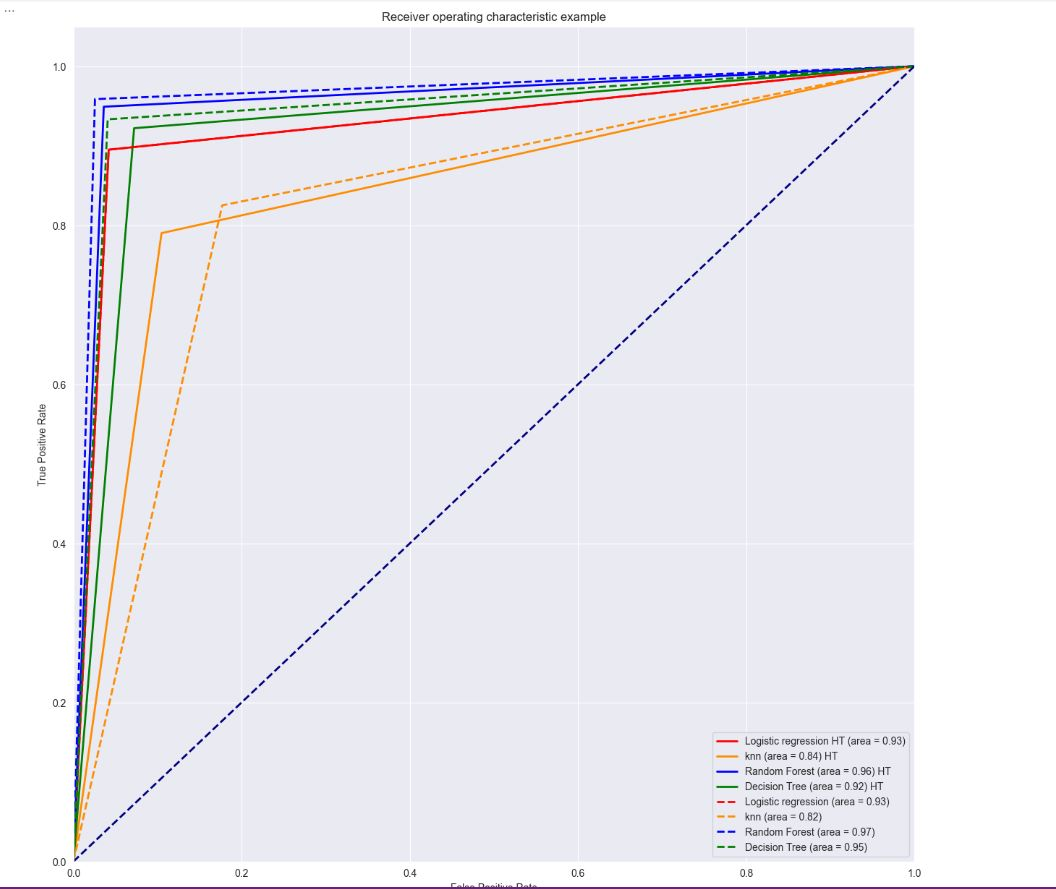 ...
Receiver operating characteristic example
1.0
0.8
0.6
0.4
0.2
0.0
True Positive Rate
Logistic regression HT (area = 0.93)
knn (area = 0.84) HT
Random Forest (area = 0.96) HT
Decision Tree (area = 0.92) HT
Logistic regression (area = 0.93)
knn (area = 0.82)
Random Forest (area = 0.97)
Decision Tree (area = 0.95)
0.0 0.2 0.4 0.6 0.8 1.0
False Positive Rate